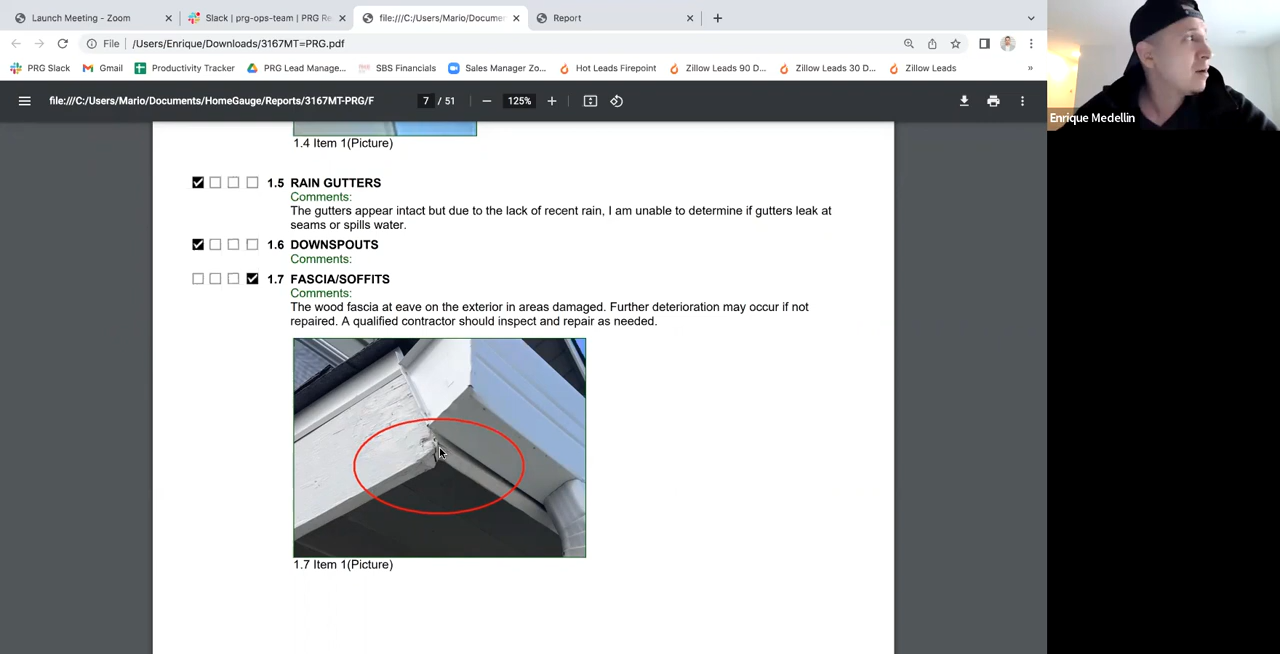 Launch Meeting - Zoom
Slack | prg-ops-team | PRG Re
file:///C:/Users/Mario/Documen
Report
File
/Users/Enrique/Downloads/3167MT=PRG.pdf
PRG Slack
Gmail
Productivity Tracker
PRG Lead Manage...
SBS Financials
Sales Manager Zo...
Hot Leads Firepoint
Zillow Leads 90 D...
Zillow Leads 30 D...
Zillow Leads
»
file:///C:/Users/Mario/Documents/HomeGauge/Reports/3167MT-PRG/F
7 / 51
125%
Enrique Medellin
1.4 Item 1(Picture)
1.5 RAIN GUTTERS
Comments:
The gutters appear intact but due to the lack of recent rain, I am unable to determine if gutters leak at
seams or spills water.
1.6 DOWNSPOUTS
Comments:
1.7 FASCIA/SOFFITS
Comments:
The wood fascia at eave on the exterior in areas damaged. Further deterioration may occur if not
repaired. A qualified contractor should inspect and repair as needed.
1.7 Item 1(Picture)